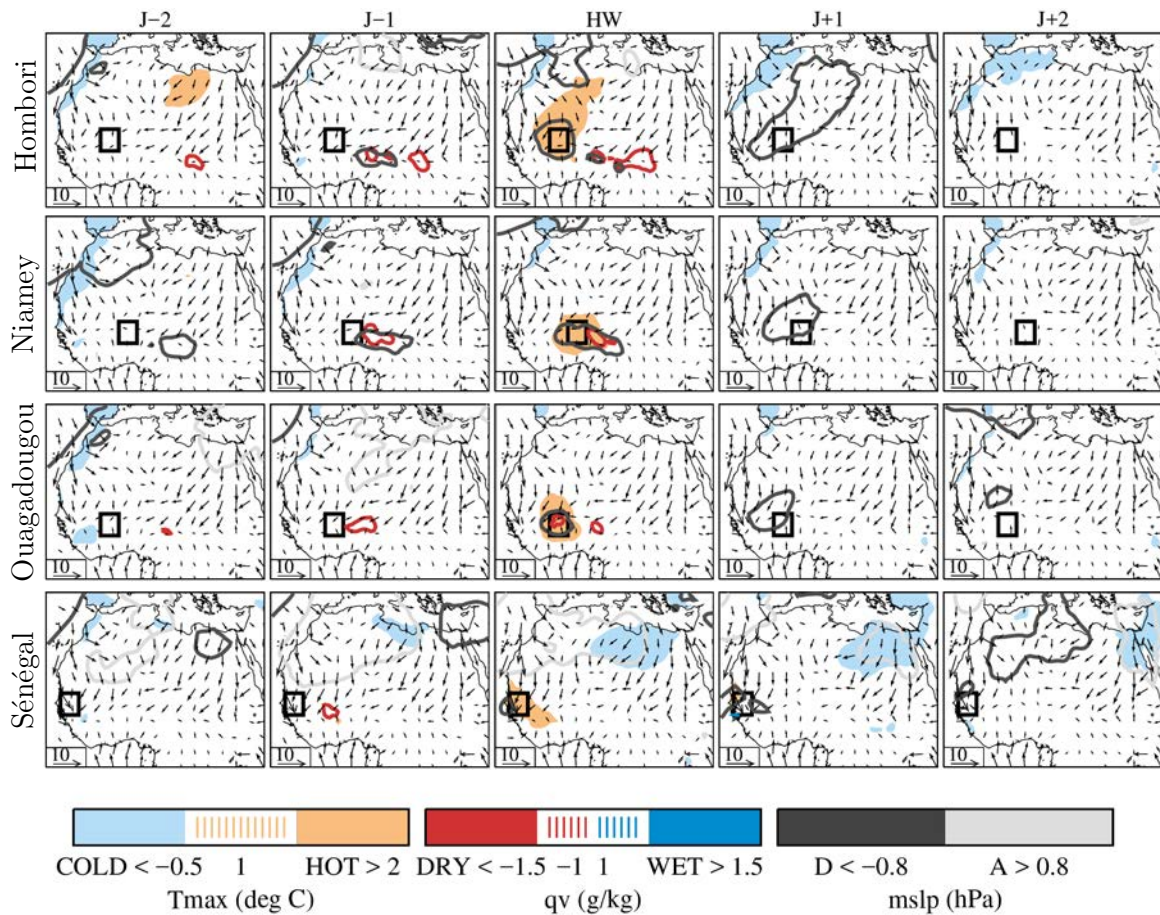 J−2 J−1 HW J+1 J+2
Hombori
10 10 10 10 10
Niamey
10 10 10 10 10
Ouagadougou
10 10 10 10 10
Sénégal
10 10 10 10 10
COLD < −0.5 1 HOT > 2 DRY < −1.5 −1 1 WET > 1.5 D < −0.8 A > 0.8
Tmax (deg C) qv (g/kg) mslp (hPa)